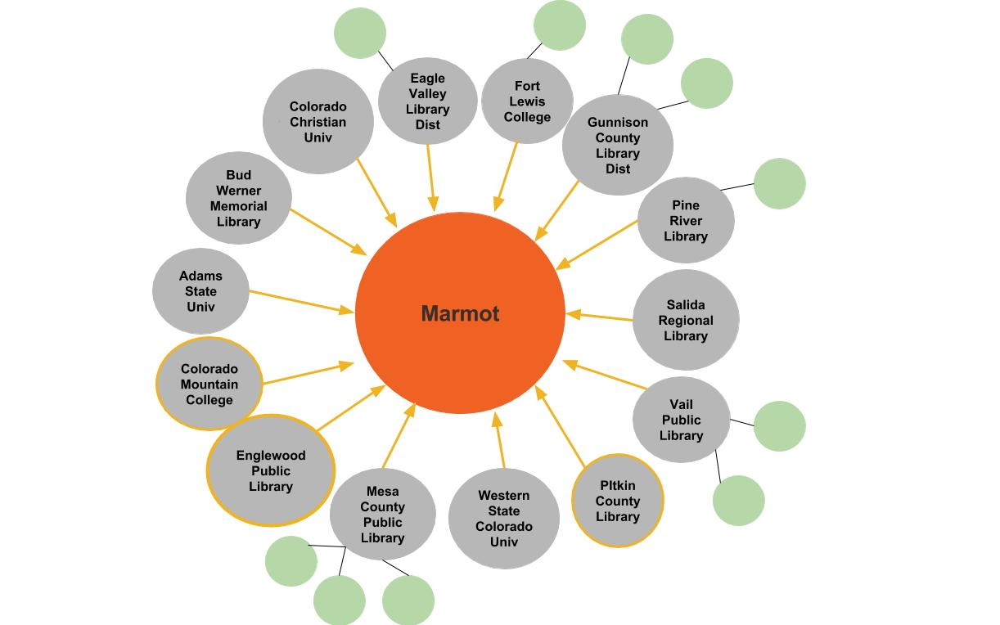 Eagle
Valley
Library
Dist
Fort
Lewis
College
Colorado
Christian
Univ
Gunnison
County
Library
Dist
Bud
Werner
Memorial
Library
Pine
River
Library
Adams
State
Univ
Marmot
Salida
Regional
Library
Colorado
Mountain
College
Vail
Public
Library
Englewood
Public
Library
Mesa
County
Public
Library
Western
State
Colorado
Univ
PItkin
County
Library